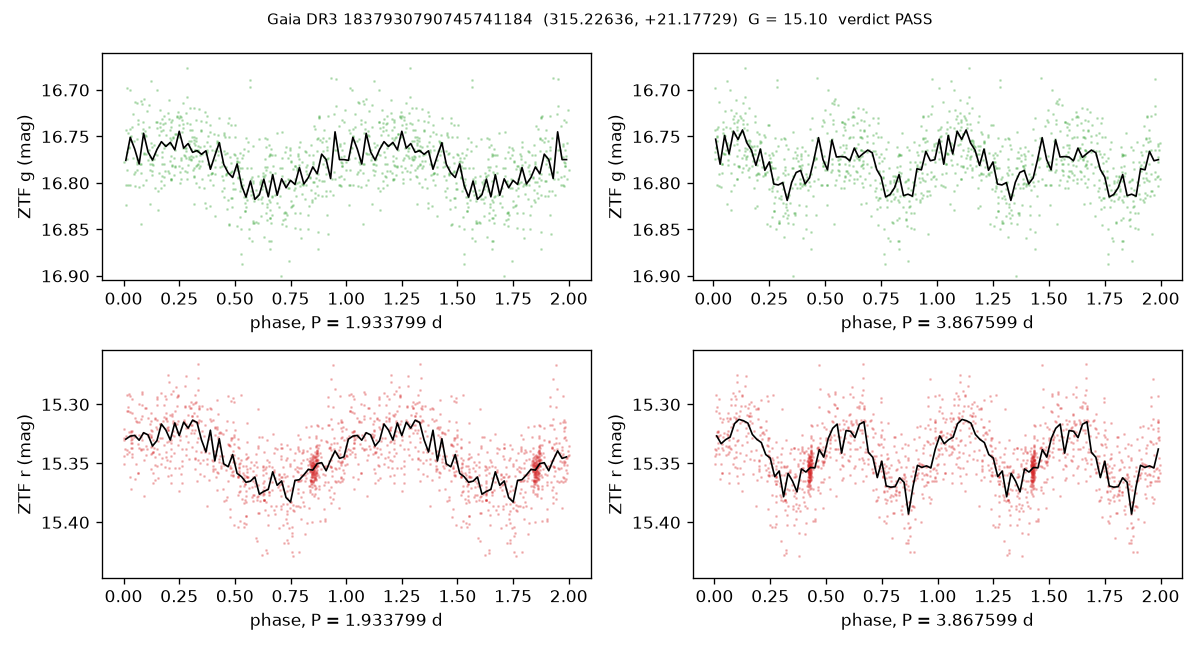 Gaia DR3 1837930790745741184 (315.22636, +21.17729) G = 15.10 verdict PASS
ZTF g (mag)
16.70
16.75
16.80
16.85
16.90
0.00 0.25 0.50 0.75 1.00 1.25 1.50 1.75 2.00
phase, P = 1.933799 d
ZTF g (mag)
16.70
16.75
16.80
16.85
16.90
0.00 0.25 0.50 0.75 1.00 1.25 1.50 1.75 2.00
phase, P = 3.867599 d
ZTF r (mag)
15.30
15.35
15.40
0.00 0.25 0.50 0.75 1.00 1.25 1.50 1.75 2.00
phase, P = 1.933799 d
ZTF r (mag)
15.30
15.35
15.40
0.00 0.25 0.50 0.75 1.00 1.25 1.50 1.75 2.00
phase, P = 3.867599 d